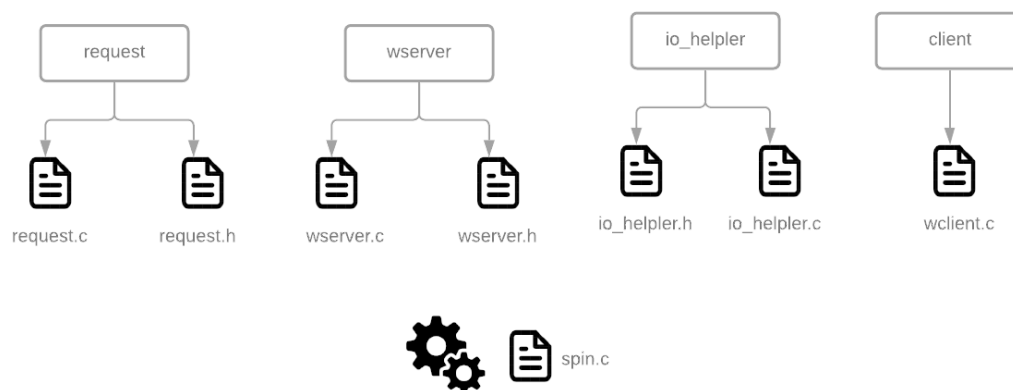 request
wserver
io_helpler
client
request.c
request.h
wserver.c
wserver.h
io_helpler.h
io_helpler.c
wclient.c
spin.c